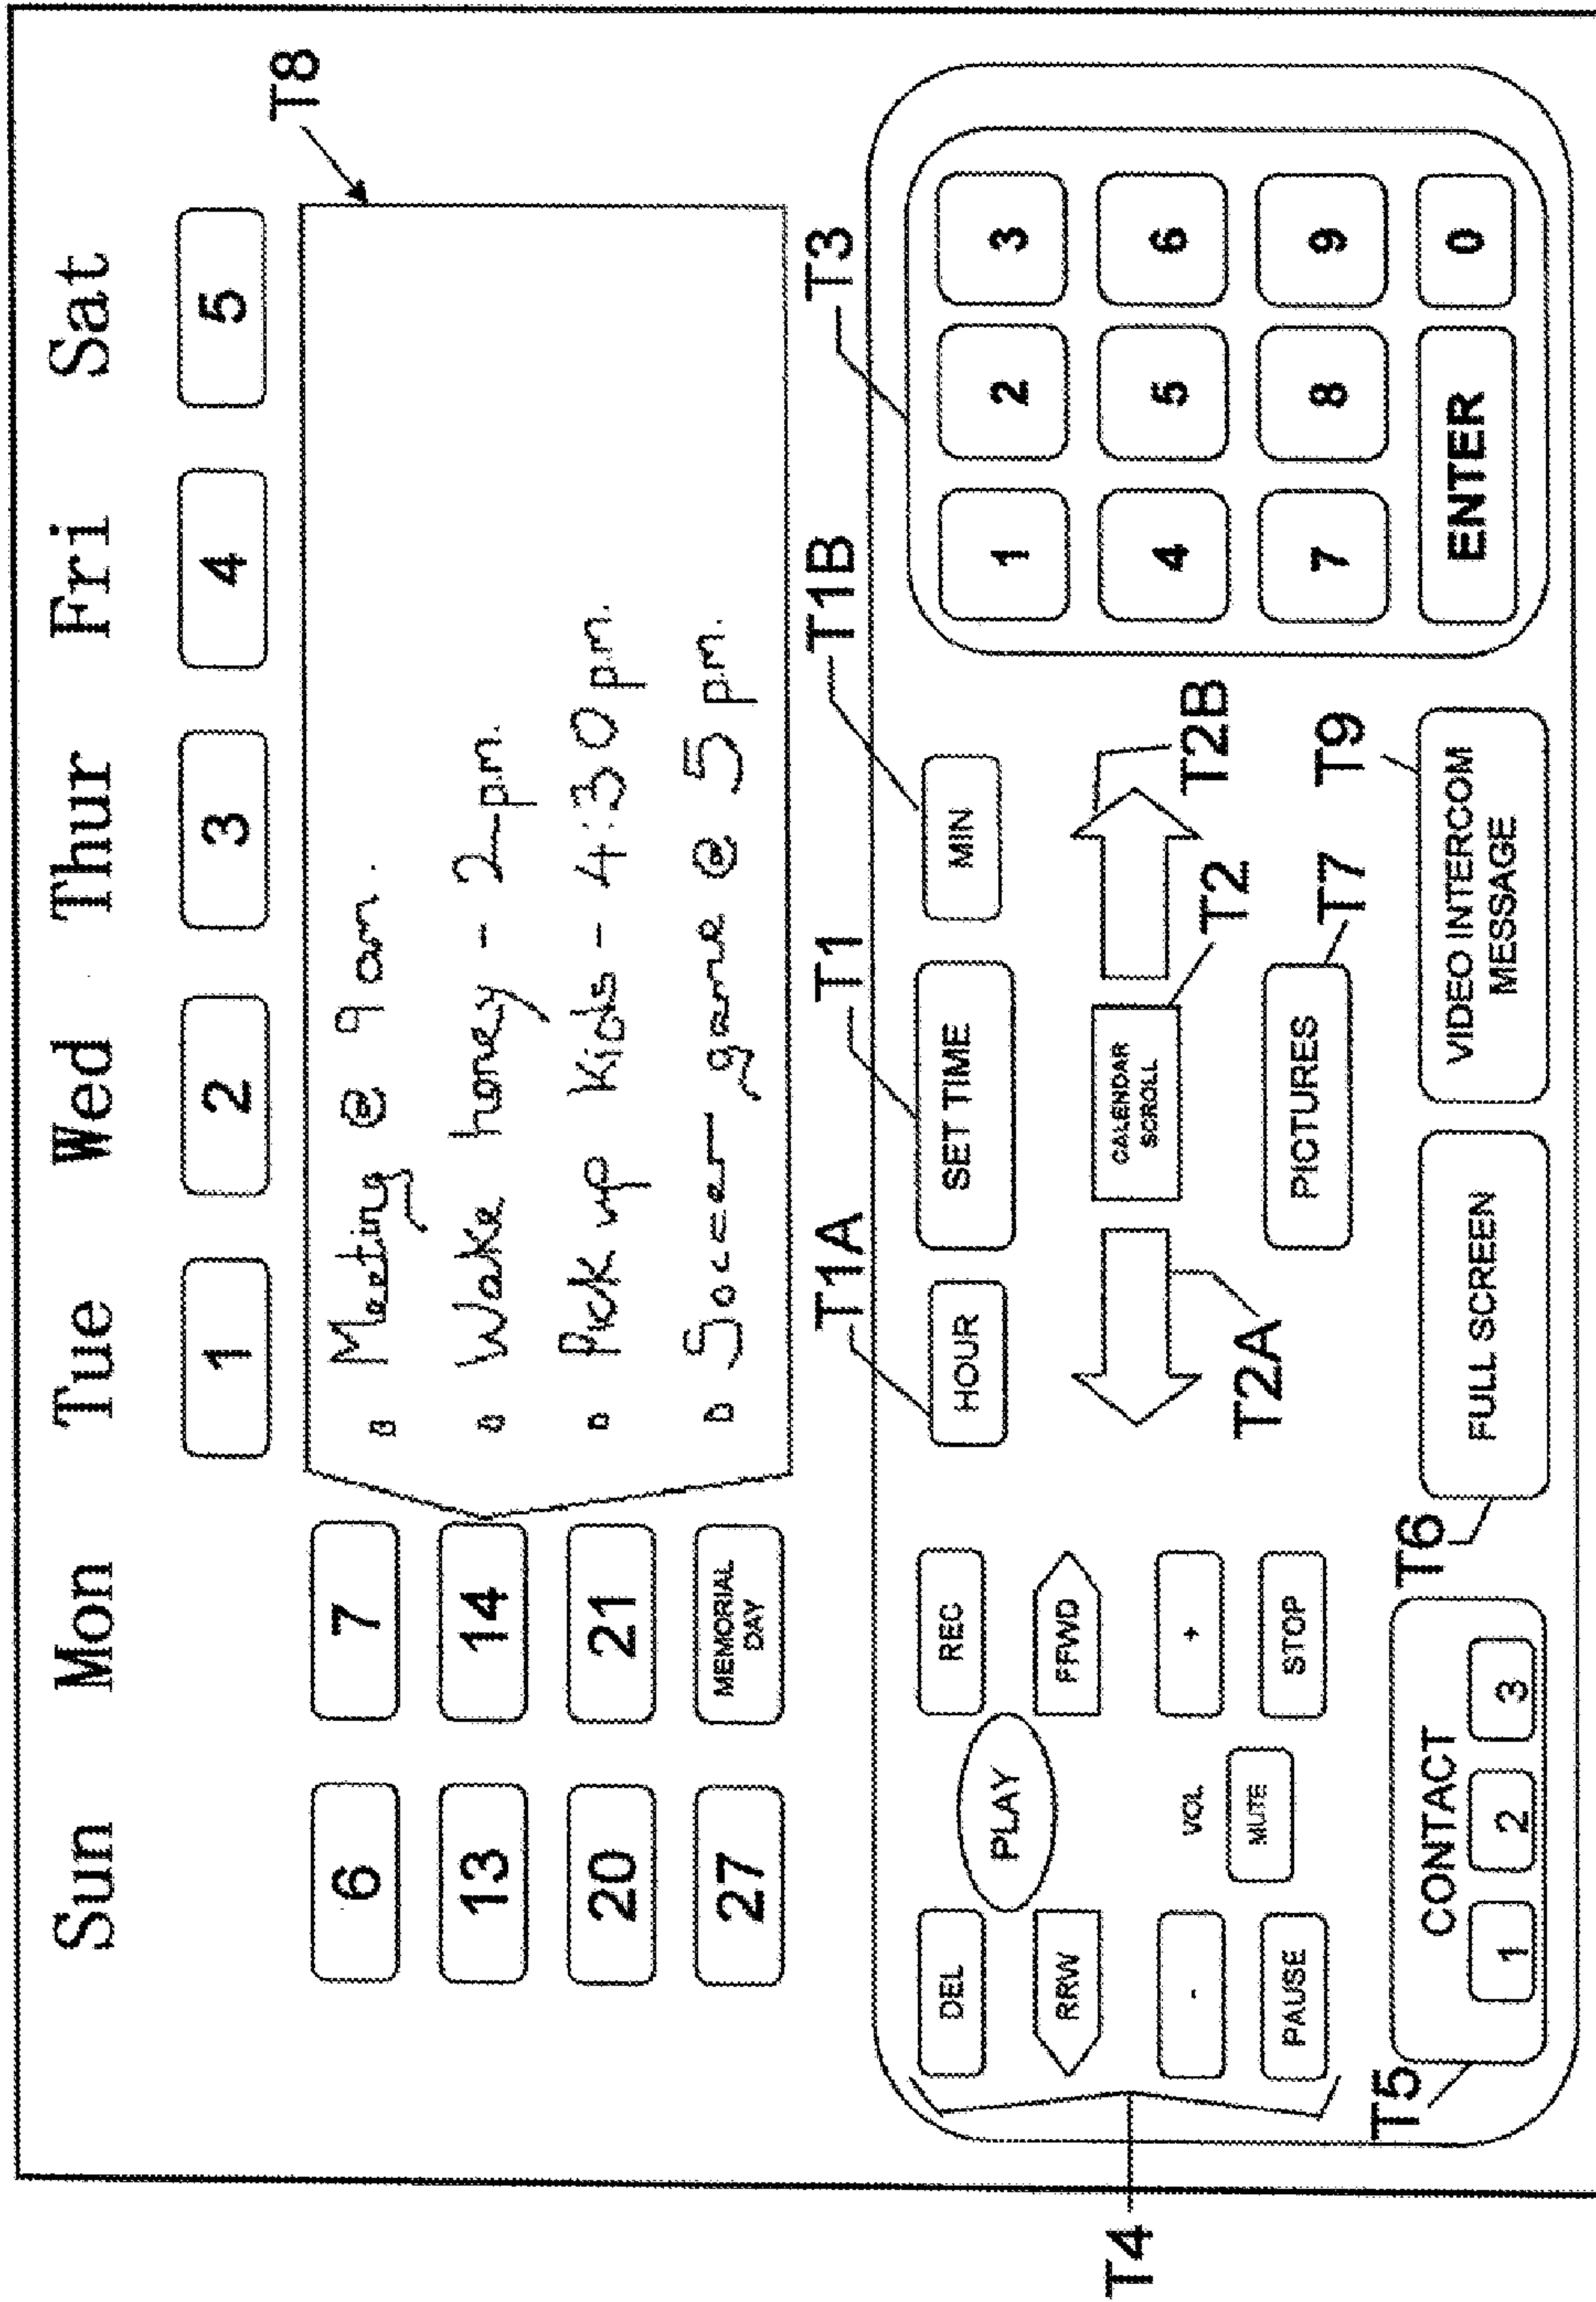 Sun Mon Tue Wed Thur Fri Sat
1 2 3 4 5
T8
6 7
Meeting @ 9 am.
13 14
Wake honey - 2 p.m.
20 21
Pick up Kids - 4:30 p.m.
27 MEMORIAL DAY
Soccer game @ 5 p.m.
T1A T1 T1B T3
DEL REC
HOUR SET TIME MIN
1 2 3
PLAY
RRW FFWD
CALENDAR
SCROLL
4 5 6
T2A T2 T2B
VOL
- +
MUTE
PAUSE STOP
PICTURES
T7 T9
7 8 9
T4
T5 T6
CONTACT
1 2 3
FULL SCREEN
VIDEO INTERCOM
MESSAGE
ENTER 0